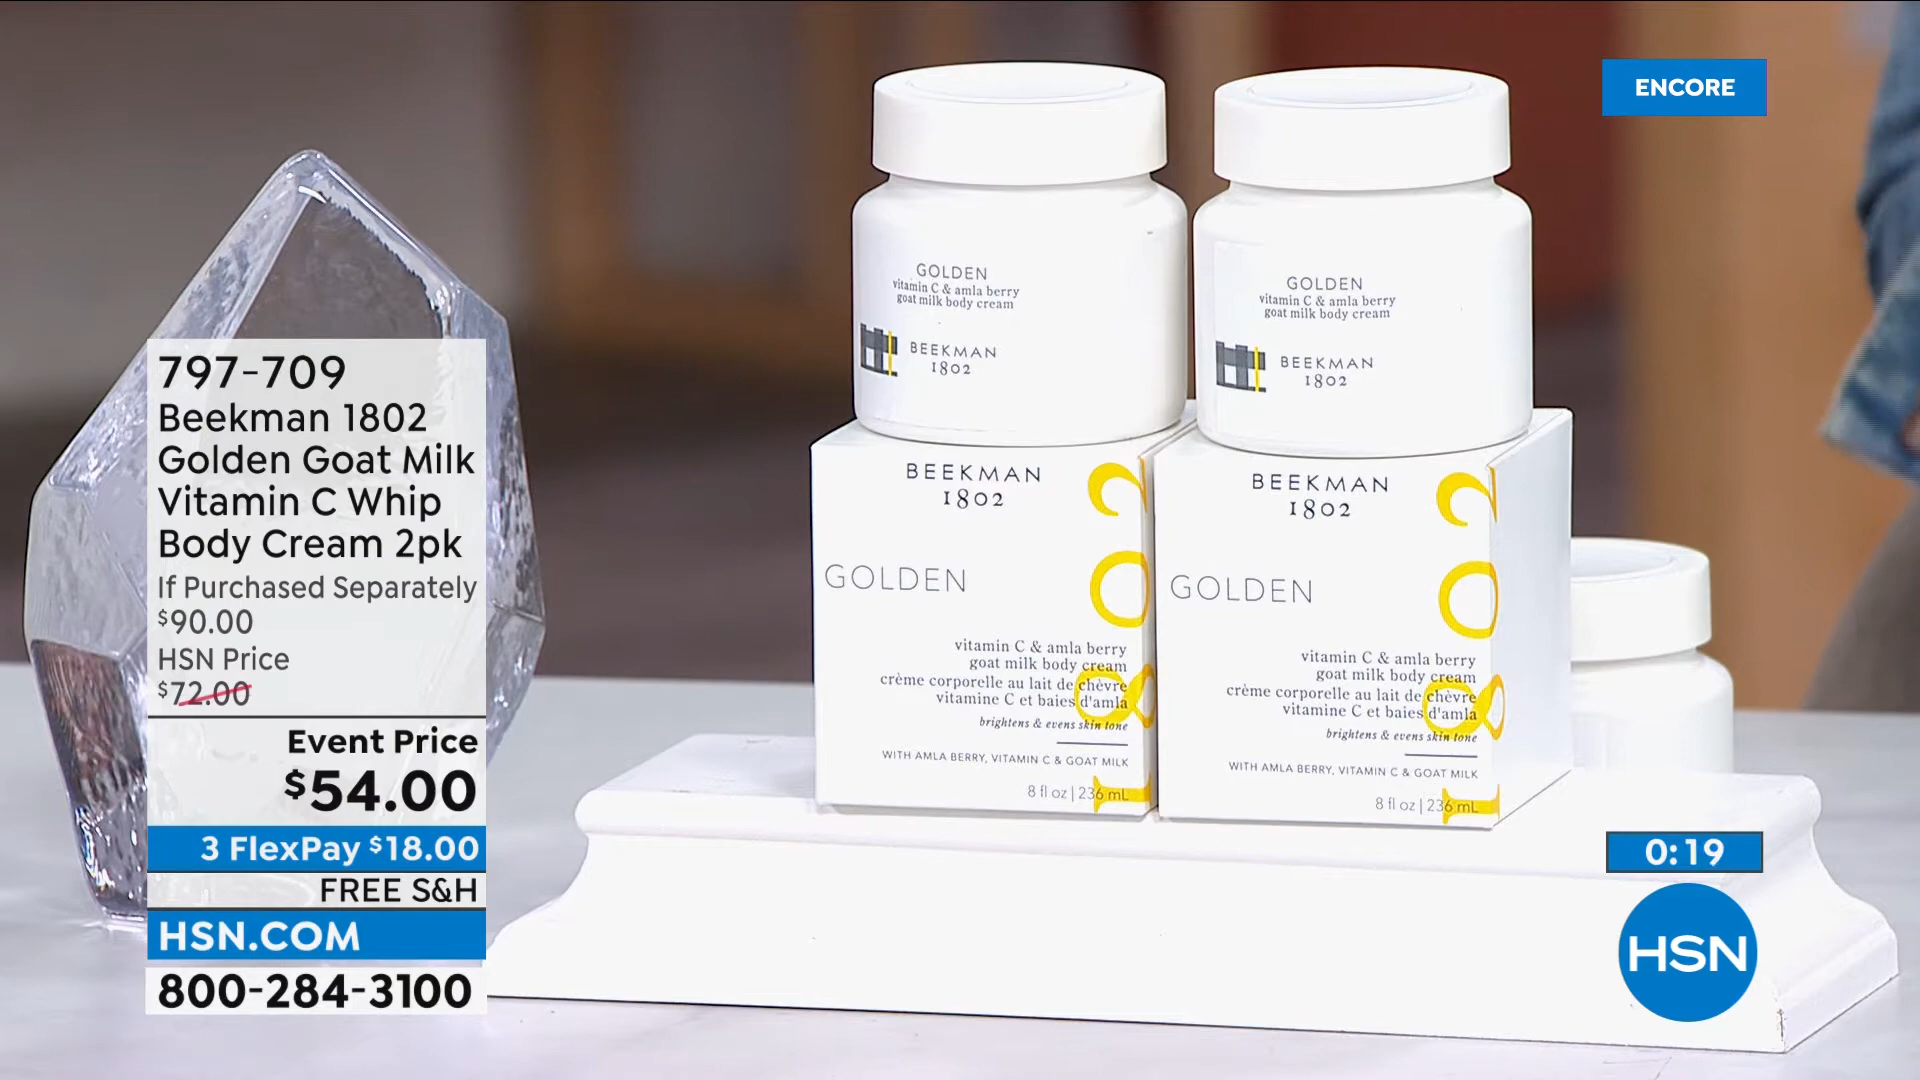 ENCORE
797-709
Beekman 1802
Golden Goat Milk
Vitamin C Whip
Body Cream 2pk
If Purchased Separately
$90.00
HSN Price
$72.00
Event Price
$54.00
3 FlexPay $18.00
FREE S&H
HSN.COM
800-284-3100
GOLDEN
vitamin C & amla berry
goat milk body cream
BEEKMAN
1802
GOLDEN
vitamin C & amla berry
goat milk body cream
BEEKMAN
1802
BEEKMAN
1802
GOLDEN
vitamin C & amla berry
goat milk body cream
crème corporelle au lait de chèvre
vitamine C et baies d'amla
brightens & evens skin tone
WITH AMLA BERRY, VITAMIN C & GOAT MILK
8 fl oz | 236 mL
1802
BEEKMAN
1802
GOLDEN
vitamin C & amla berry
goat milk body cream
crème corporelle au lait de chèvre
vitamine C et baies d'amla
brightens & evens skin tone
WITH AMLA BERRY, VITAMIN C & GOAT MILK
8 fl oz | 236 mL
1802
0:19
HSN